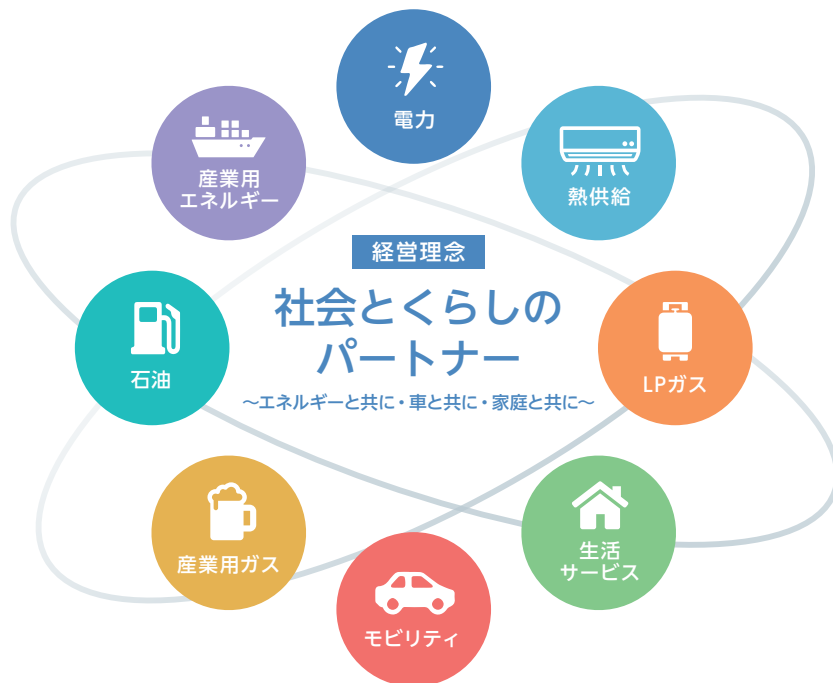 電力
産業用
エネルギー
熱供給
経営理念
社会とくらしの
パートナー
～エネルギーと共に・車と共に・家庭と共に～
石油
LPガス
産業用ガス
生活
サービス
モビリティ